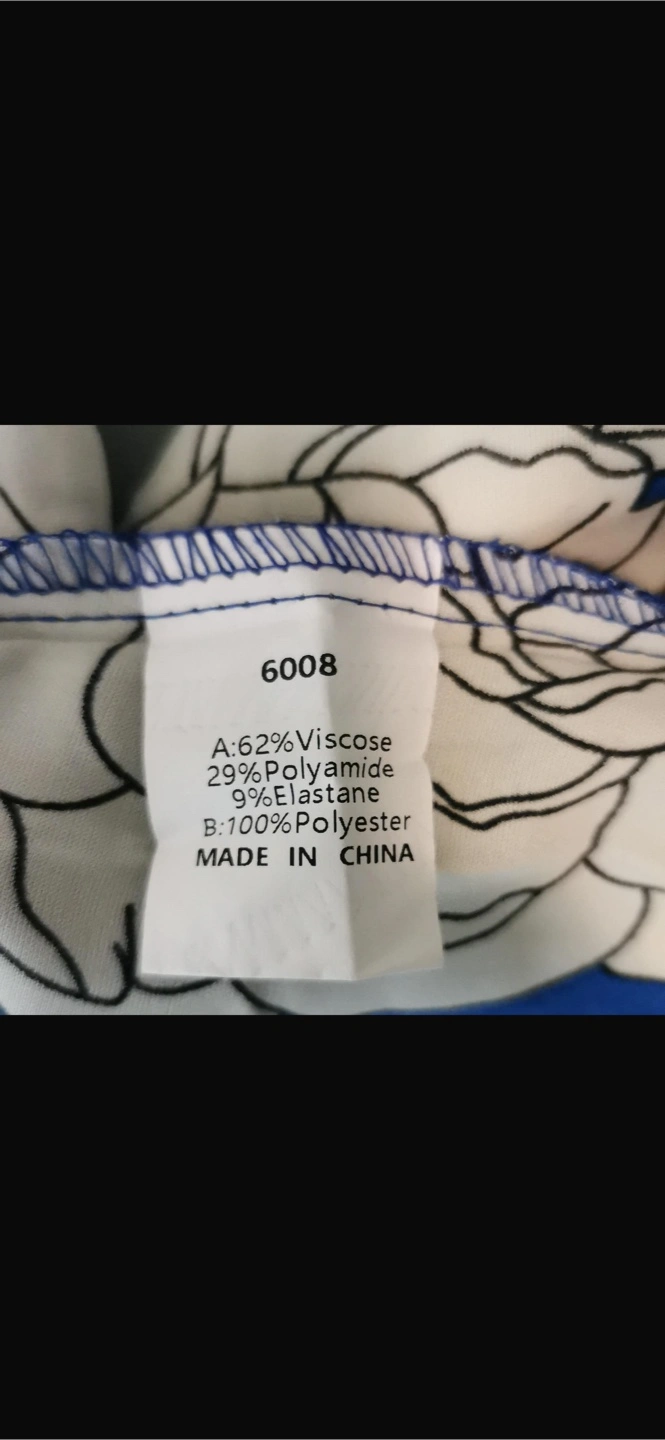 6008
A:62%Viscose
29%Polyamide
9%Elastane
B:100%Polyester
MADE IN CHINA